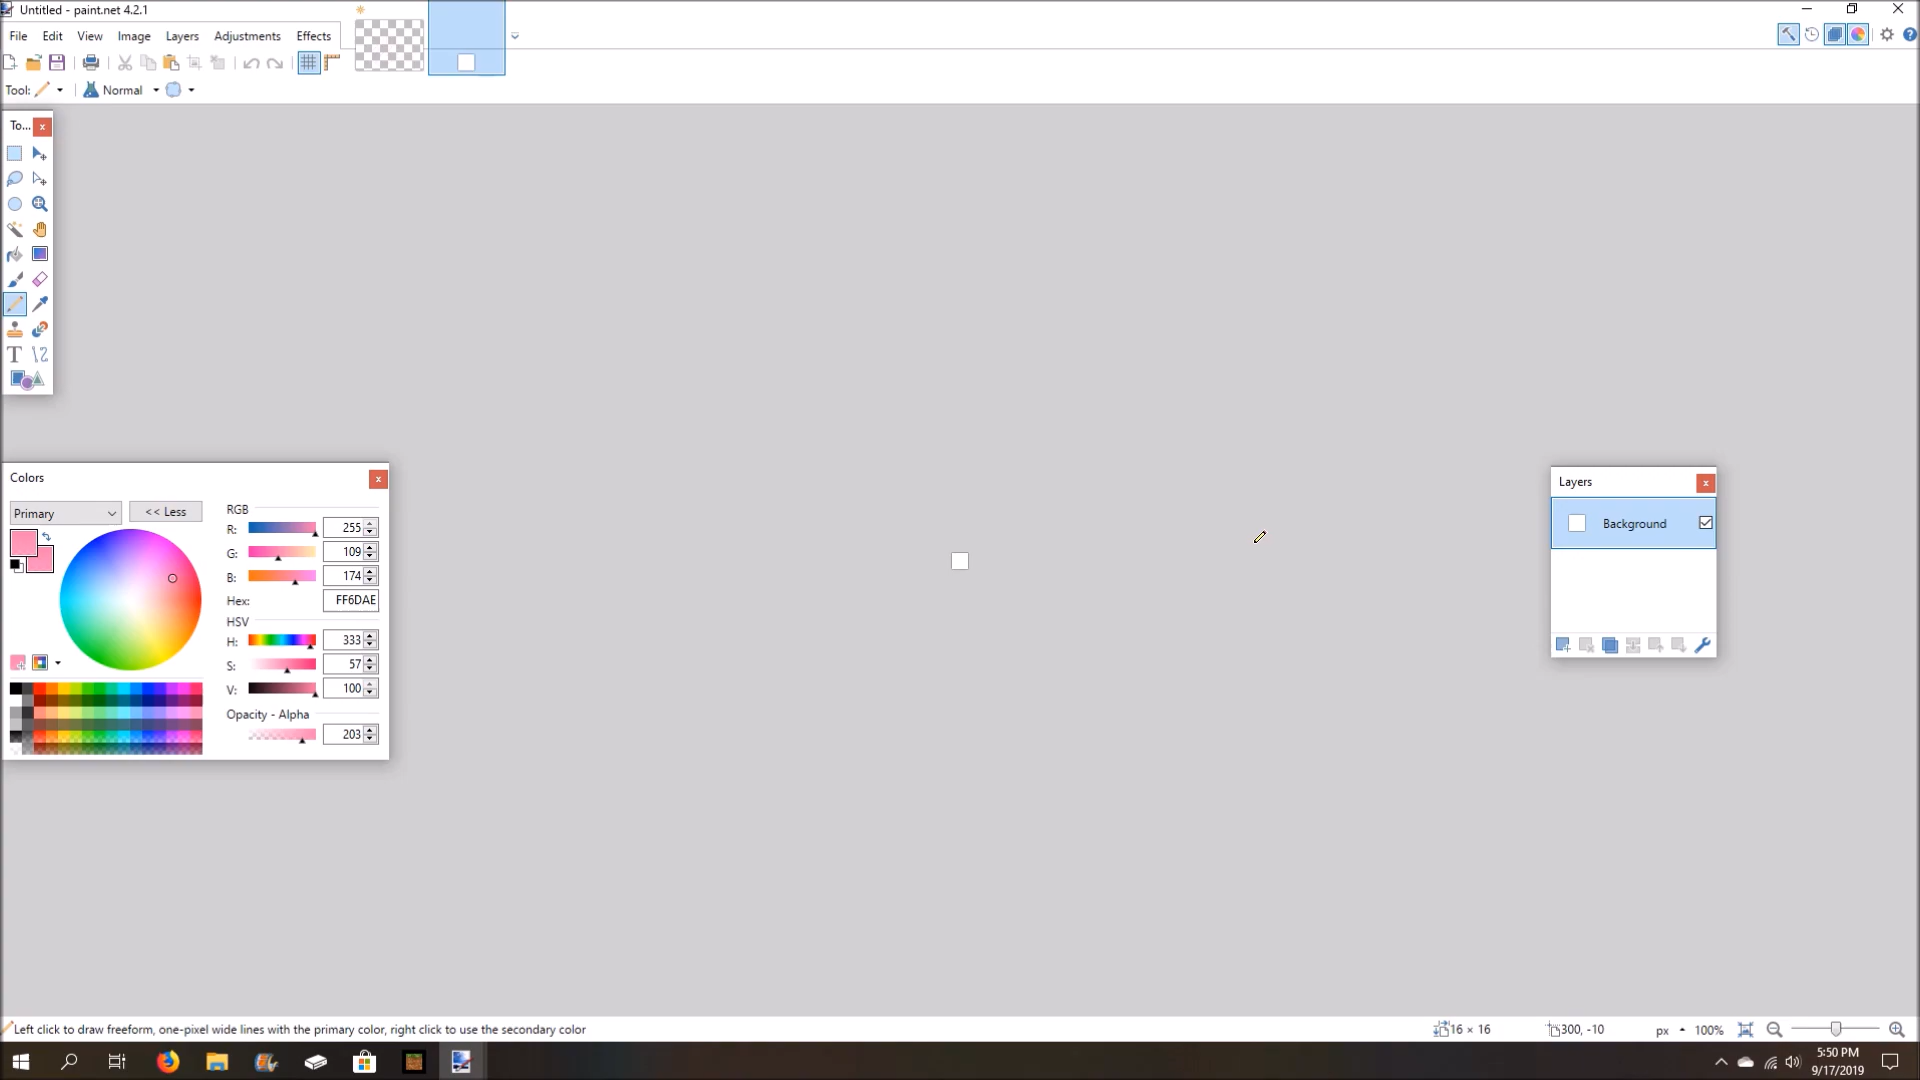 Untitled - paint.net 4.2.1
File Edit View Image Layers Adjustments Effects
Tool: Normal
To...
Colors
Primary
<< Less
RGB
R: 255
G: 109
B: 174
Hex: FF6DAE
HSV
H: 333
S: 57
V: 100
Opacity - Alpha
203
Layers
Background
Left click to draw freeform, one-pixel wide lines with the primary color, right click to use the secondary color
16 × 16
300, -10
px
100%
5:50 PM
9/17/2019